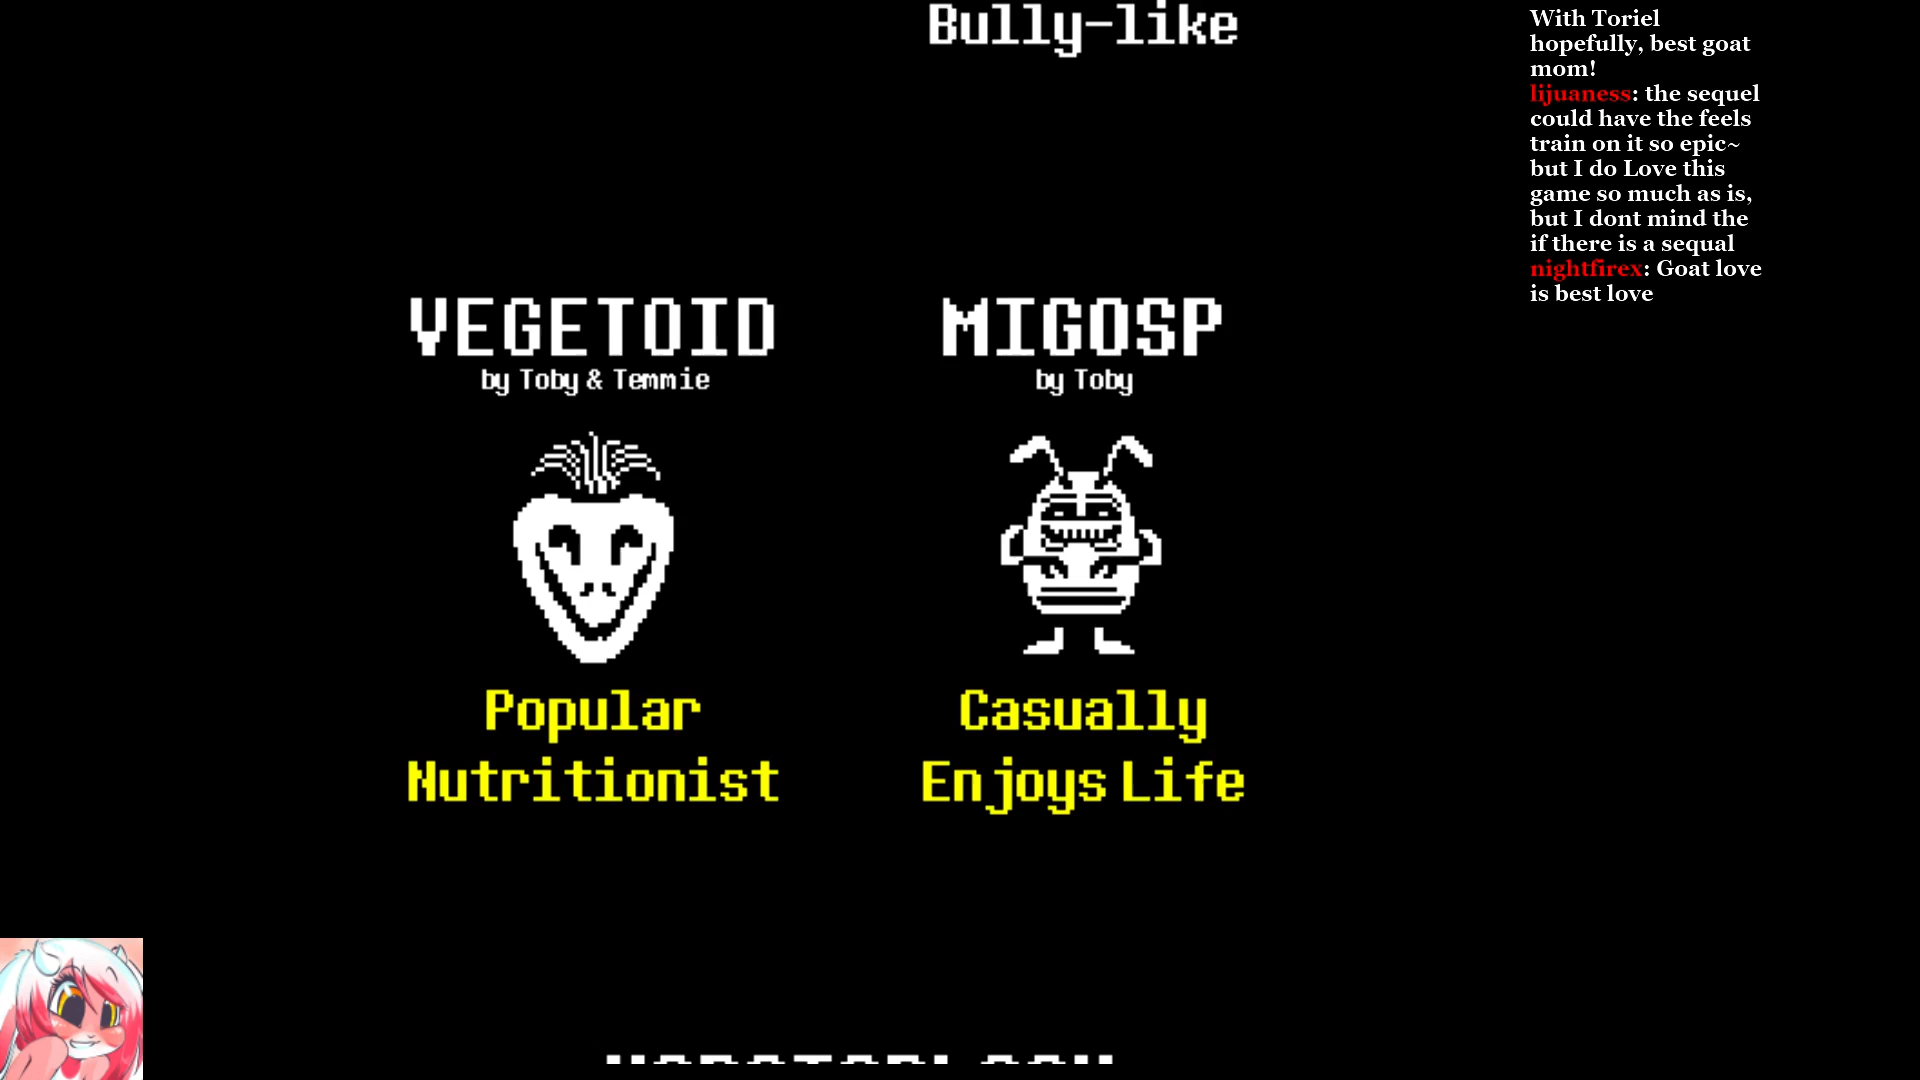 Bully-like
VEGETOID
by Toby & Temmie
Popular
Nutritionist
MIGOSP
by Toby
Casually
Enjoys Life
With Toriel
hopefully, best goat
mom!
lijuaness: the sequel
could have the feels
train on it so epic~
but I do Love this
game so much as is,
but I dont mind the
if there is a sequal
nightfirex: Goat love
is best love